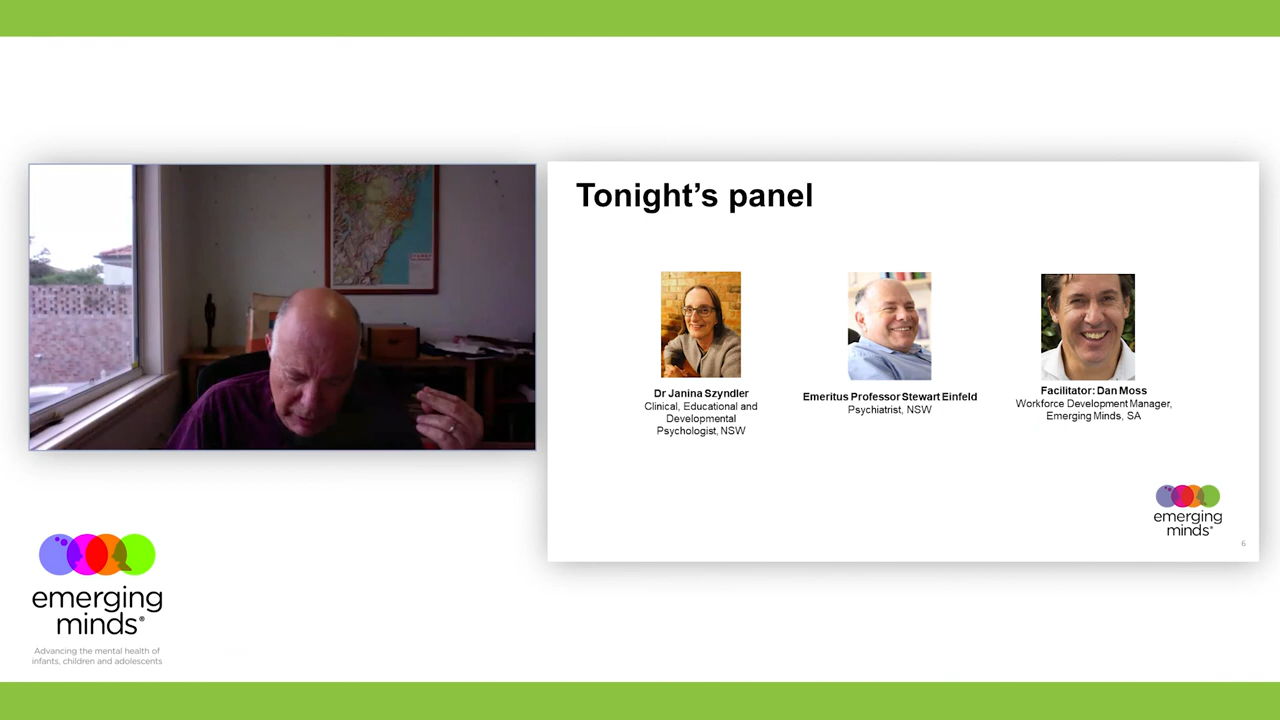 Tonight’s panel
Dr Janina Szyndler
Clinical, Educational and
Developmental
Psychologist, NSW
Emeritus Professor Stewart Einfeld
Psychiatrist, NSW
Facilitator: Dan Moss
Workforce Development Manager,
Emerging Minds, SA
emerging
minds®
6
emerging
minds®
Advancing the mental health of
infants, children and adolescents